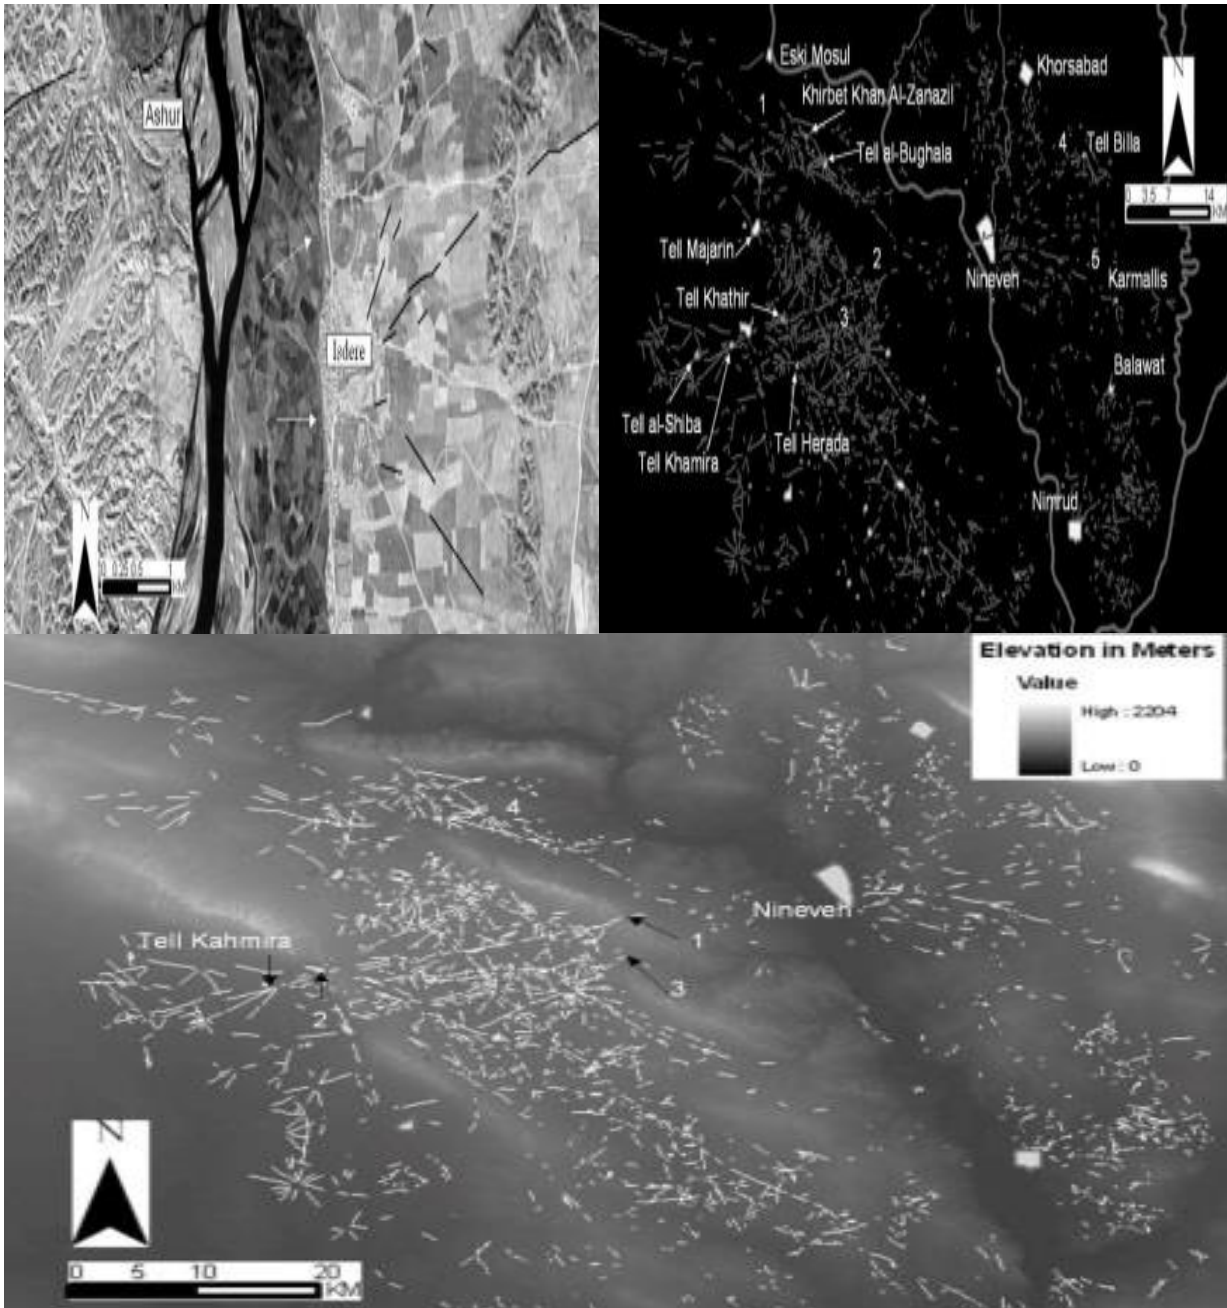 Ashur
Isdere
N
0 0.25 0.5 1
KM
Eski Mosul
Khorsabad
N
1
Khirbet Khan Al-Zanazil
4
Tell Billa
Tell al-Bughala
0 3.5 7 14
KM
Tell Majarin
2
Nineveh
5
Karmallis
Tell Khathir
3
Balawat
Tell al-Shiba
Tell Herada
Tell Khamira
Nimrud
Elevation in Meters
Value
High : 2204
Low : 0
4
Nineveh
1
Tell Kahmira
3
2
N
0 5 10 20
KM